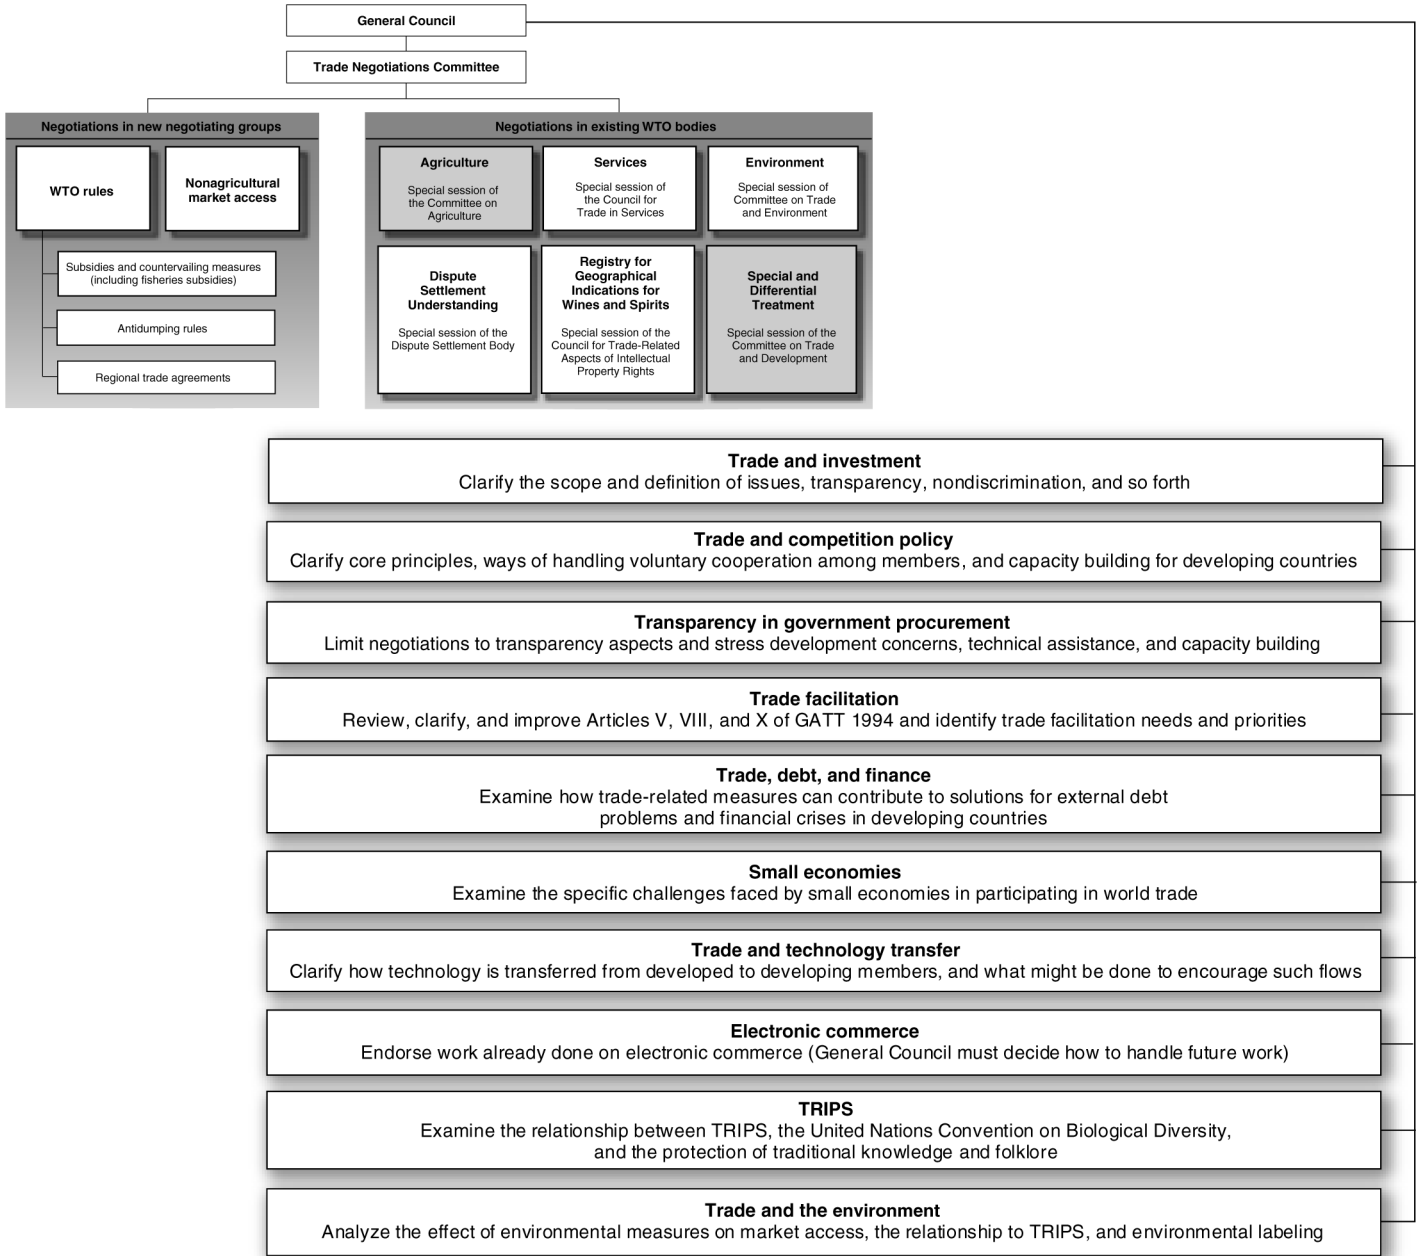 General Council
Trade Negotiations Committee
Negotiations in new negotiating groups
WTO rules
Nonagricultural
market access
Subsidies and countervailing measures
(including fisheries subsidies)
Antidumping rules
Regional trade agreements
Negotiations in existing WTO bodies
Agriculture
Special session of
the Committee on
Agriculture
Services
Special session of
the Council for
Trade in Services
Environment
Special session of
Committee on Trade
and Environment
Dispute
Settlement
Understanding
Special session of the
Dispute Settlement Body
Registry for
Geographical
Indications for
Wines and Spirits
Special session of the
Council for Trade-Related
Aspects of Intellectual
Property Rights
Special and
Differential
Treatment
Special session of the
Committee on Trade
and Development
Trade and investment
Clarify the scope and definition of issues, transparency, nondiscrimination, and so forth
Trade and competition policy
Clarify core principles, ways of handling voluntary cooperation among members, and capacity building for developing countries
Transparency in government procurement
Limit negotiations to transparency aspects and stress development concerns, technical assistance, and capacity building
Trade facilitation
Review, clarify, and improve Articles V, VIII, and X of GATT 1994 and identify trade facilitation needs and priorities
Trade, debt, and finance
Examine how trade-related measures can contribute to solutions for external debt
problems and financial crises in developing countries
Small economies
Examine the specific challenges faced by small economies in participating in world trade
Trade and technology transfer
Clarify how technology is transferred from developed to developing members, and what might be done to encourage such flows
Electronic commerce
Endorse work already done on electronic commerce (General Council must decide how to handle future work)
TRIPS
Examine the relationship between TRIPS, the United Nations Convention on Biological Diversity,
and the protection of traditional knowledge and folklore
Trade and the environment
Analyze the effect of environmental measures on market access, the relationship to TRIPS, and environmental labeling